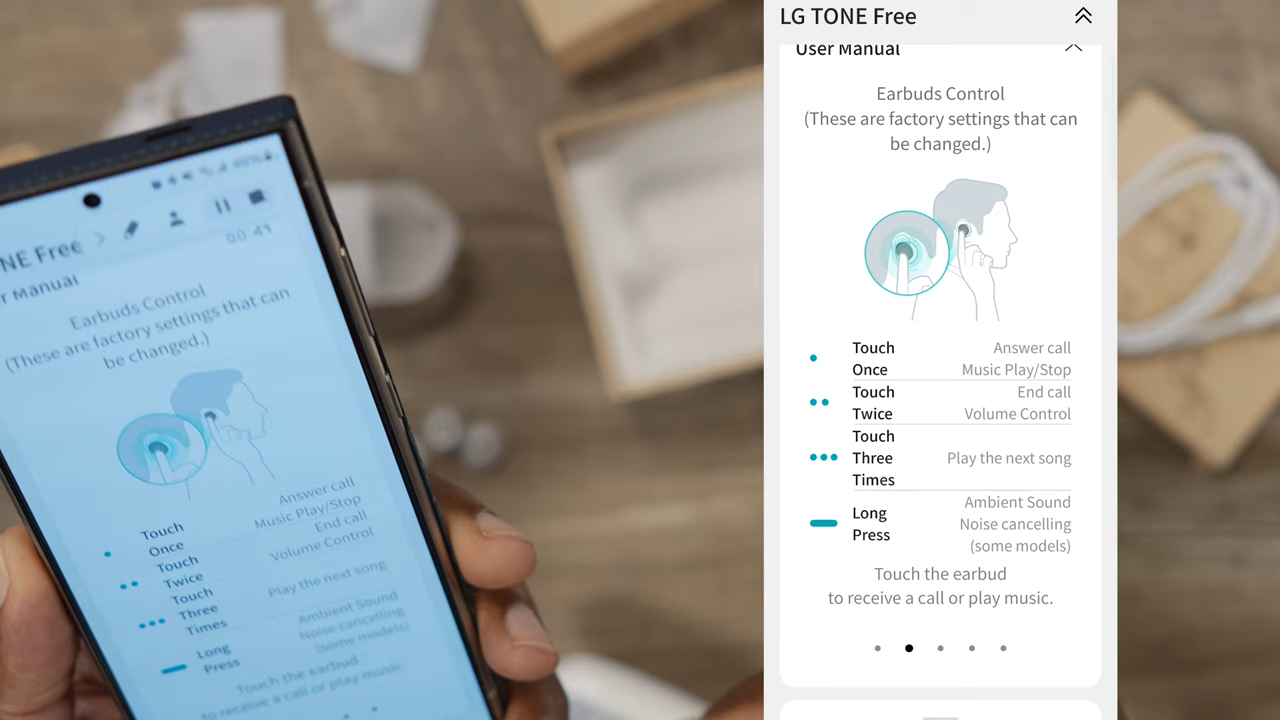 NE Free
00:41
r Manual
Earbuds Control
(These are factory settings that can
be changed.)
Touch
Once
Answer call
Music Play/Stop
Touch
Twice
End call
Volume Control
Touch
Three
Times
Play the next song
Long
Press
Ambient Sound
Noise cancelling
(some models)
Touch the earbud
to receive a call or play music.
LG TONE Free
User Manual
Earbuds Control
(These are factory settings that can
be changed.)
Touch
Once
Answer call
Music Play/Stop
Touch
Twice
End call
Volume Control
Touch
Three
Times
Play the next song
Long
Press
Ambient Sound
Noise cancelling
(some models)
Touch the earbud
to receive a call or play music.